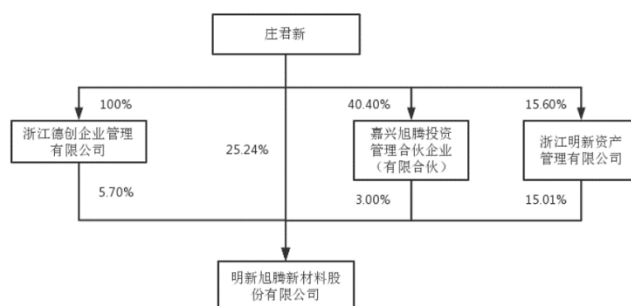 庄君新
100%
40.40%
15.60%
浙江德创企业管理
有限公司
25.24%
嘉兴旭腾投资
管理合伙企业
（有限合伙）
浙江明新资产
管理有限公司
5.70%
3.00%
15.01%
明新旭腾新材料股
份有限公司